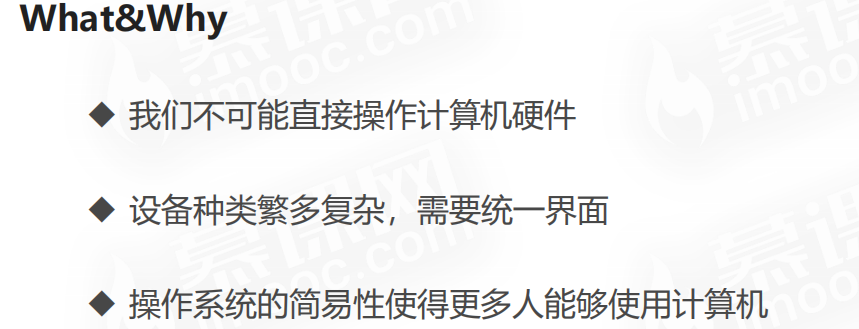 What&Why
◆ 我们不可能直接操作计算机硬件
◆ 设备种类繁多复杂，需要统一界面
◆ 操作系统的简易性使得更多人能够使用计算机
慕课网
imooc.com